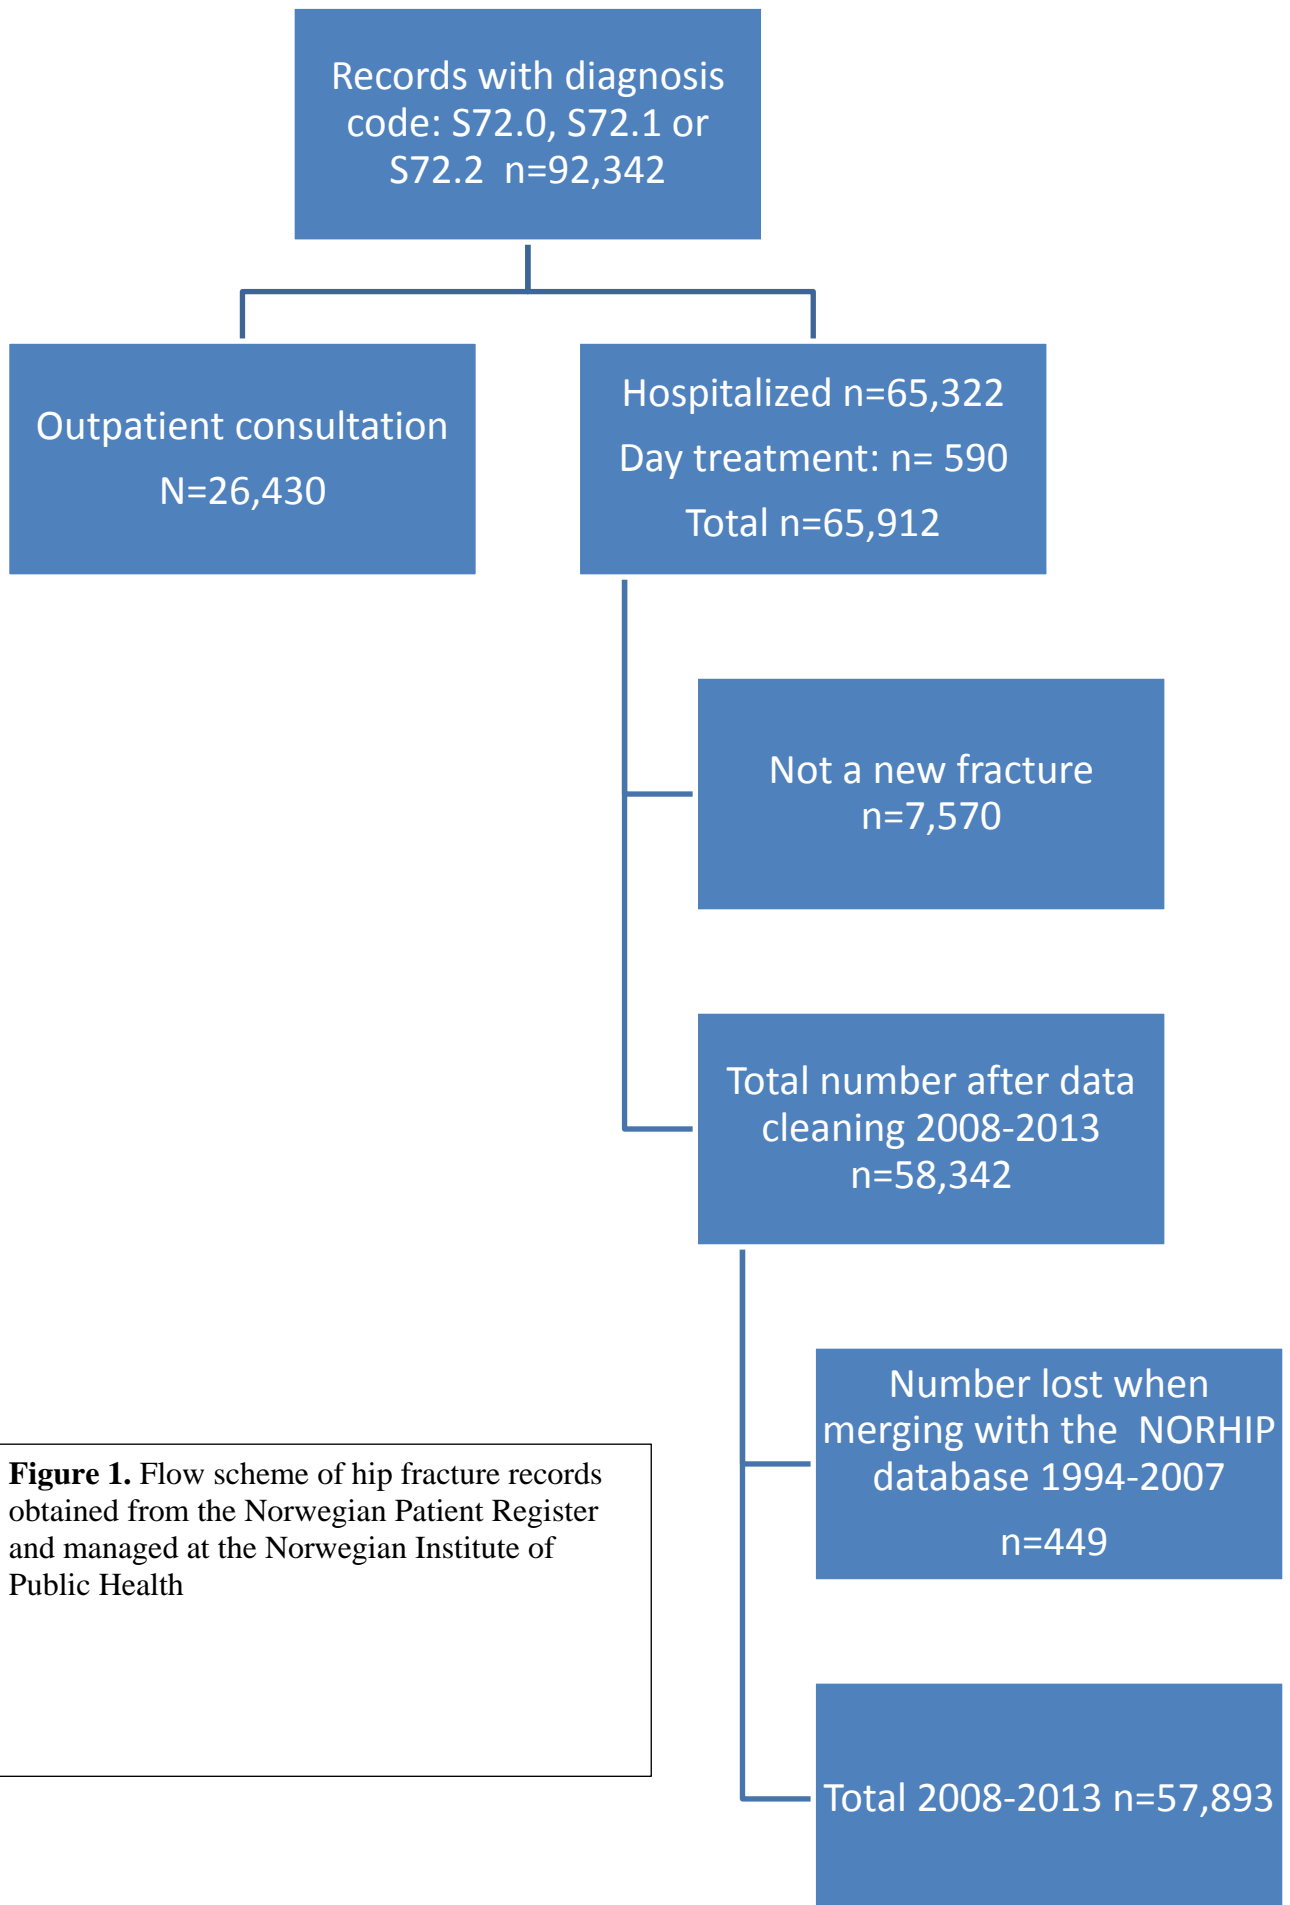 Records with diagnosis
code: S72.0, S72.1 or
S72.2  n=92,342
Outpatient consultation
N=26,430
Hospitalized n=65,322
Day treatment: n= 590
Total n=65,912
Not a new fracture
n=7,570
Total number after data
cleaning 2008-2013
n=58,342
Number lost when
merging with the  NORHIP
database 1994-2007
n=449
Total 2008-2013 n=57,893
Figure 1. Flow scheme of hip fracture records
obtained from the Norwegian Patient Register
and managed at the Norwegian Institute of
Public Health